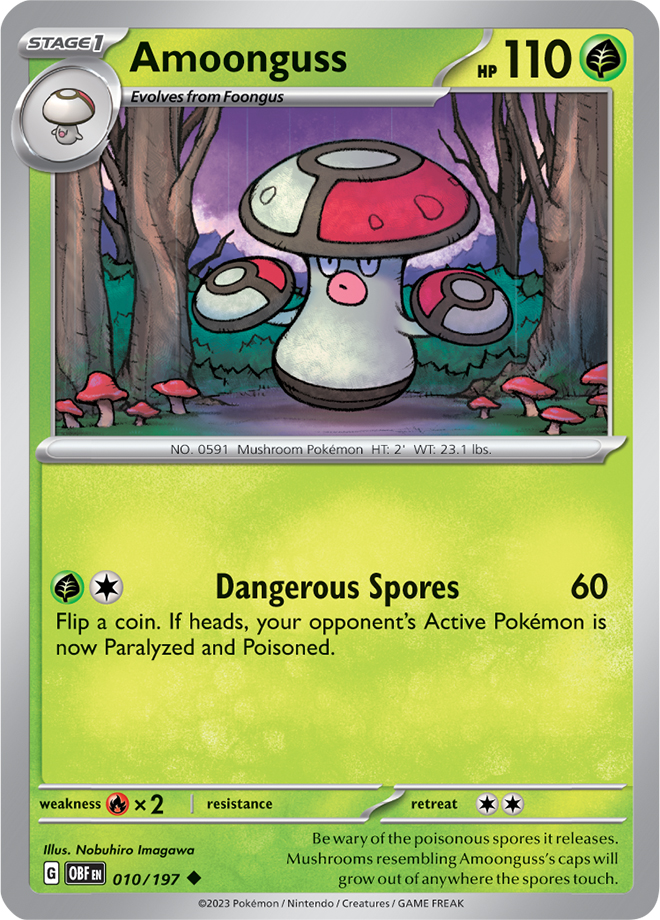 STAGE 1
Amoonguss
HP 110
Evolves from Foongus
NO. 0591 Mushroom Pokémon HT: 2' WT: 23.1 lbs.
Dangerous Spores 60
Flip a coin. If heads, your opponent's Active Pokémon is
now Paralyzed and Poisoned.
weakness ×2 resistance retreat
Illus. Nobuhiro Imagawa
G OBF EN 010/197
Be wary of the poisonous spores it releases.
Mushrooms resembling Amoonguss's caps will
grow out of anywhere the spores touch.
©2023 Pokémon / Nintendo / Creatures / GAME FREAK